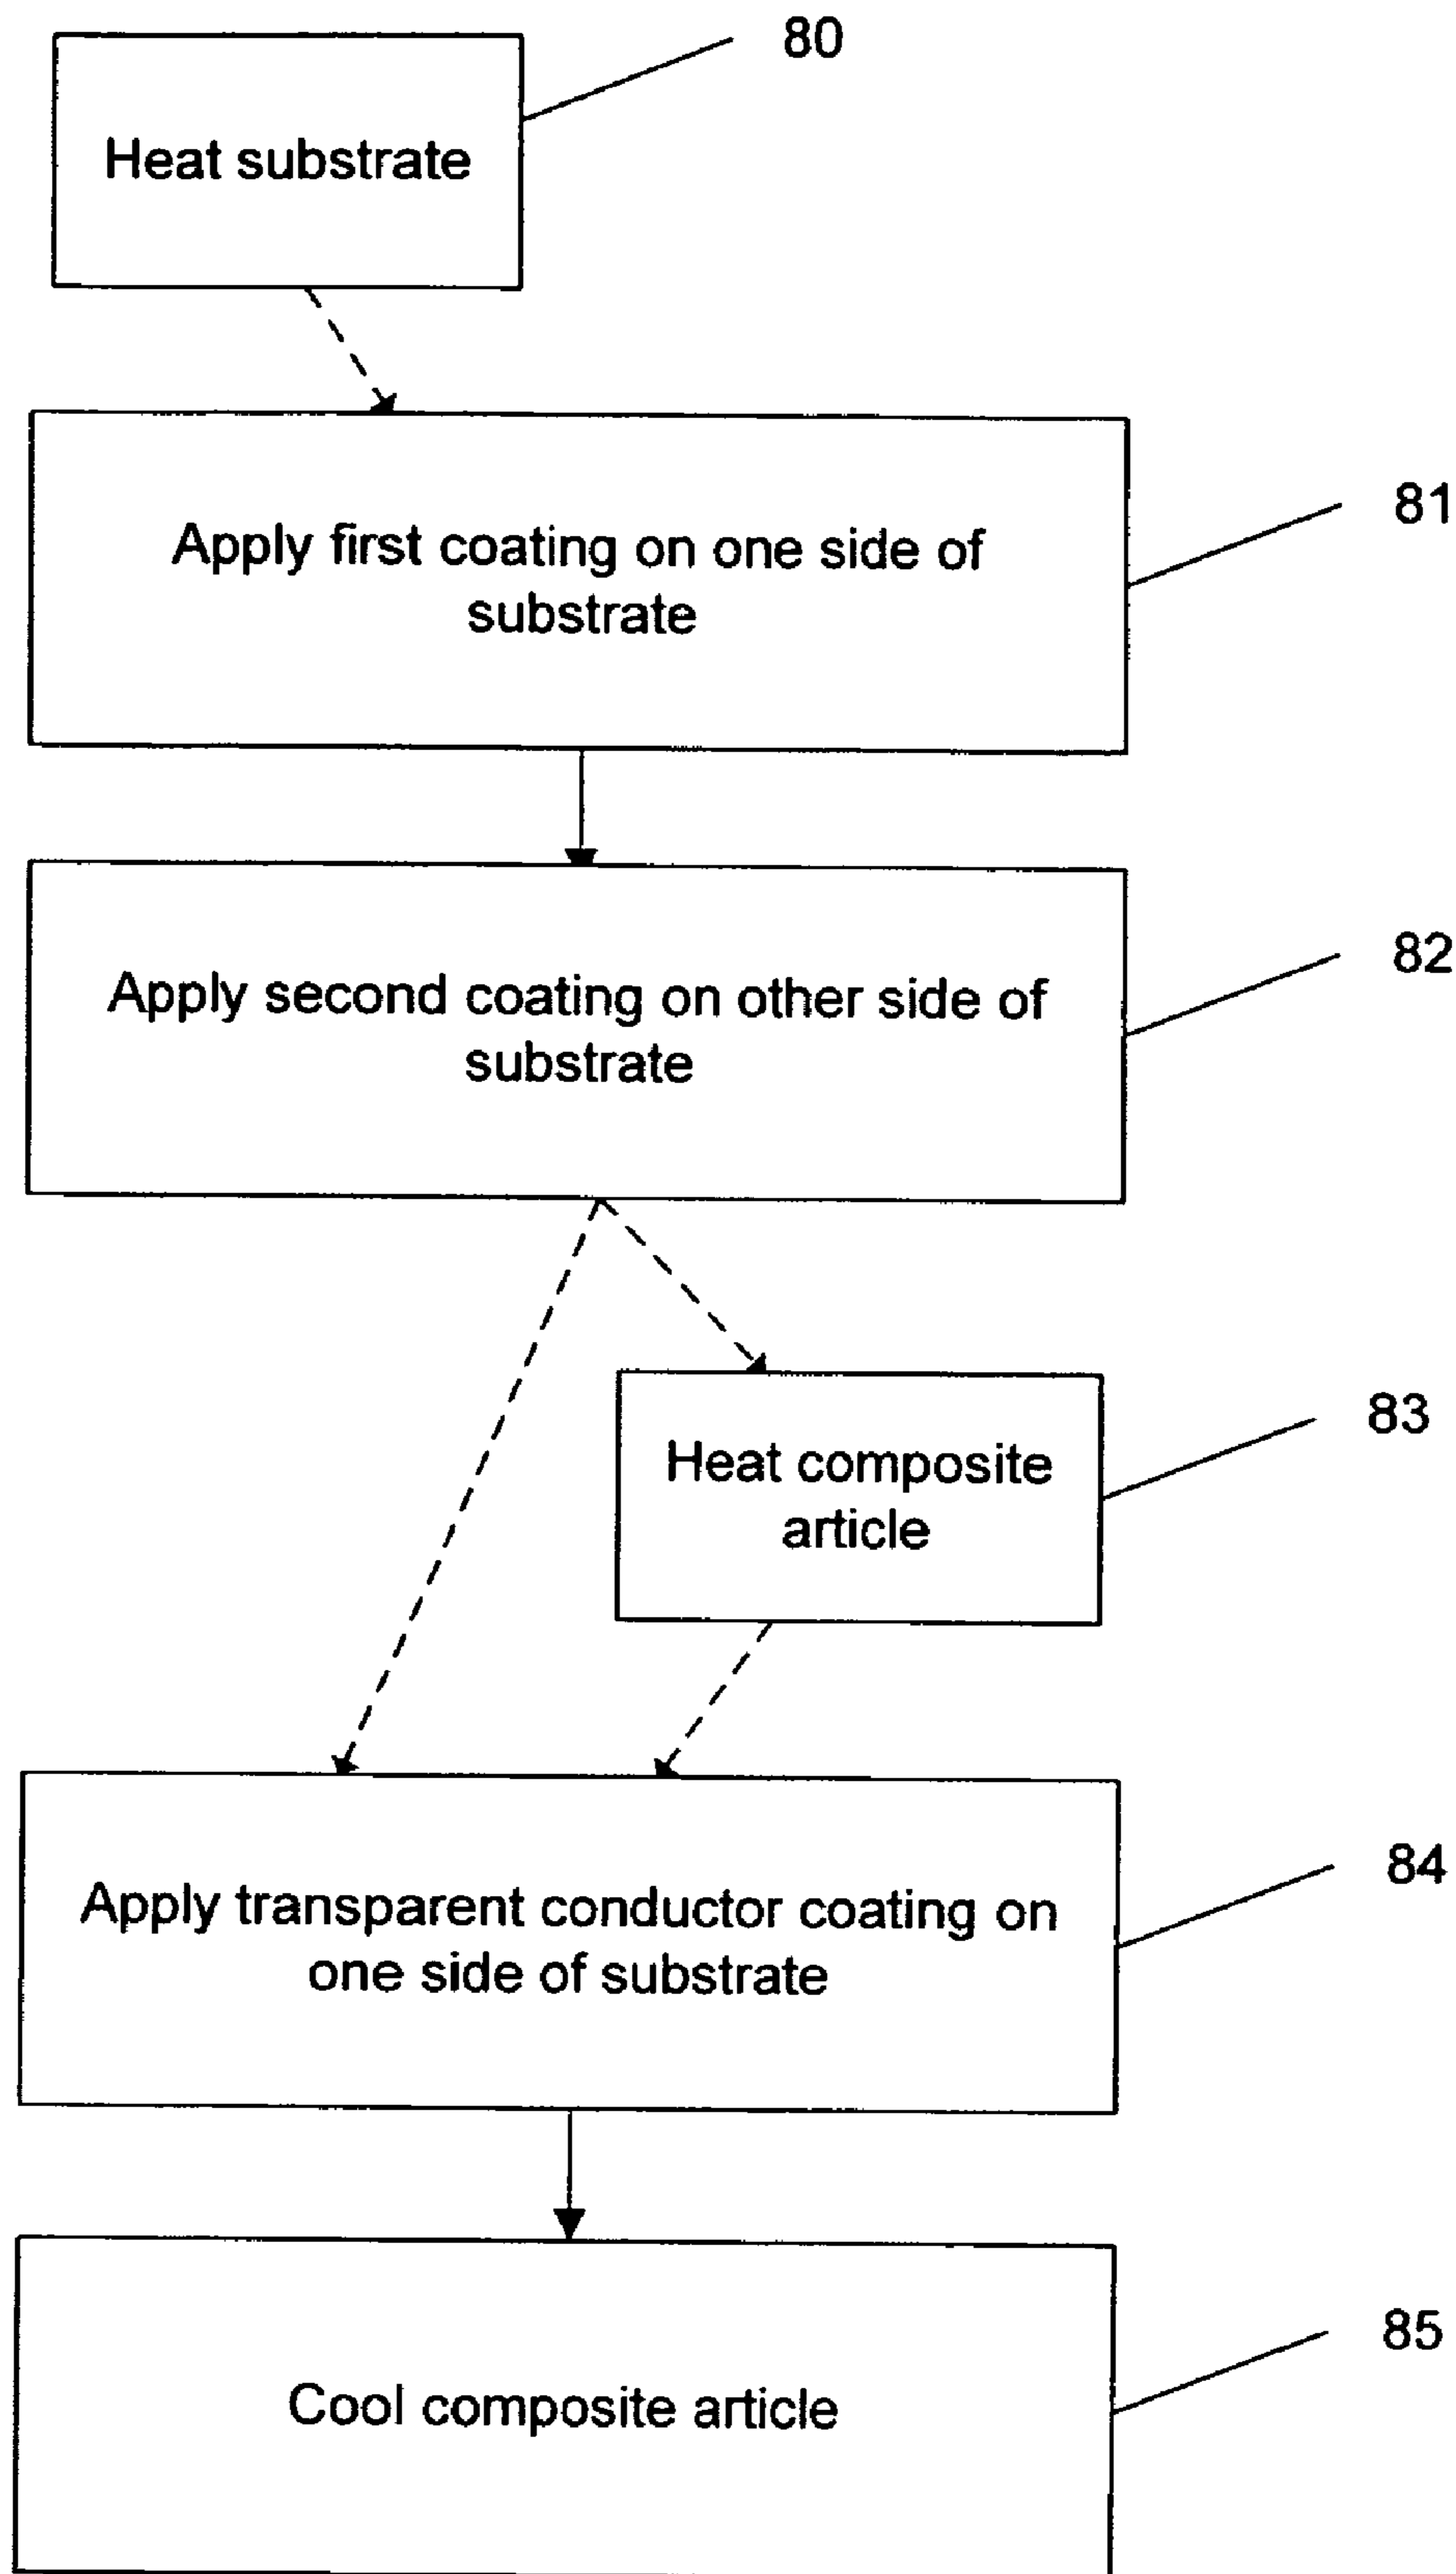 80
Heat substrate
81
Apply first coating on one side of
substrate
82
Apply second coating on other side of
substrate
83
Heat composite
article
84
Apply transparent conductor coating on
one side of substrate
85
Cool composite article